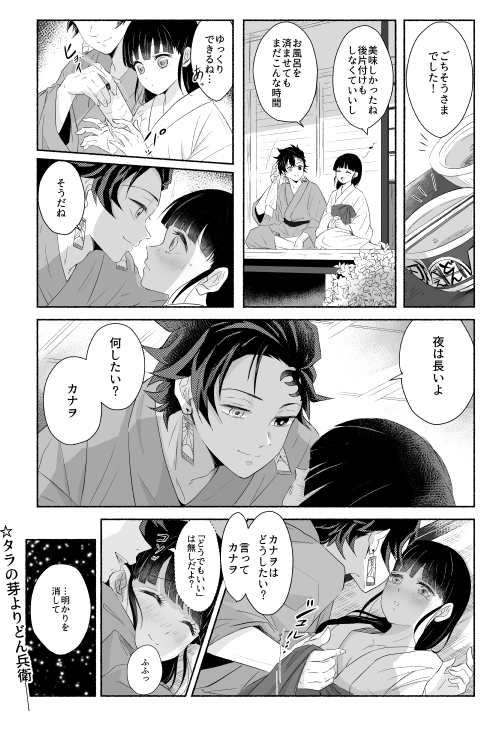 ごちそうさま
でした！
どん
美味しかったね
後片付けも
しなくていいし
お風呂を
済ませても
まだこんな時間
ゆっくり
できるね…
そうだね
夜は長いよ
何したい？
カナヲ
カナヲは
どうしたい？
言って
カナヲ
「どうでもいい」
は無しだよ？
ふふっ
…明かりを
消して
☆タラの芽よりどん兵衛